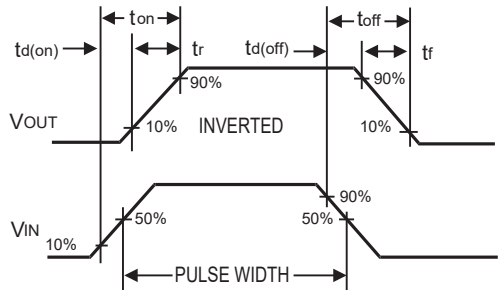 ton toff
td(on) tr td(off) tf
90% 90%
VOUT 10% INVERTED 10%
90%
50% 50%
VIN
10%
PULSE WIDTH